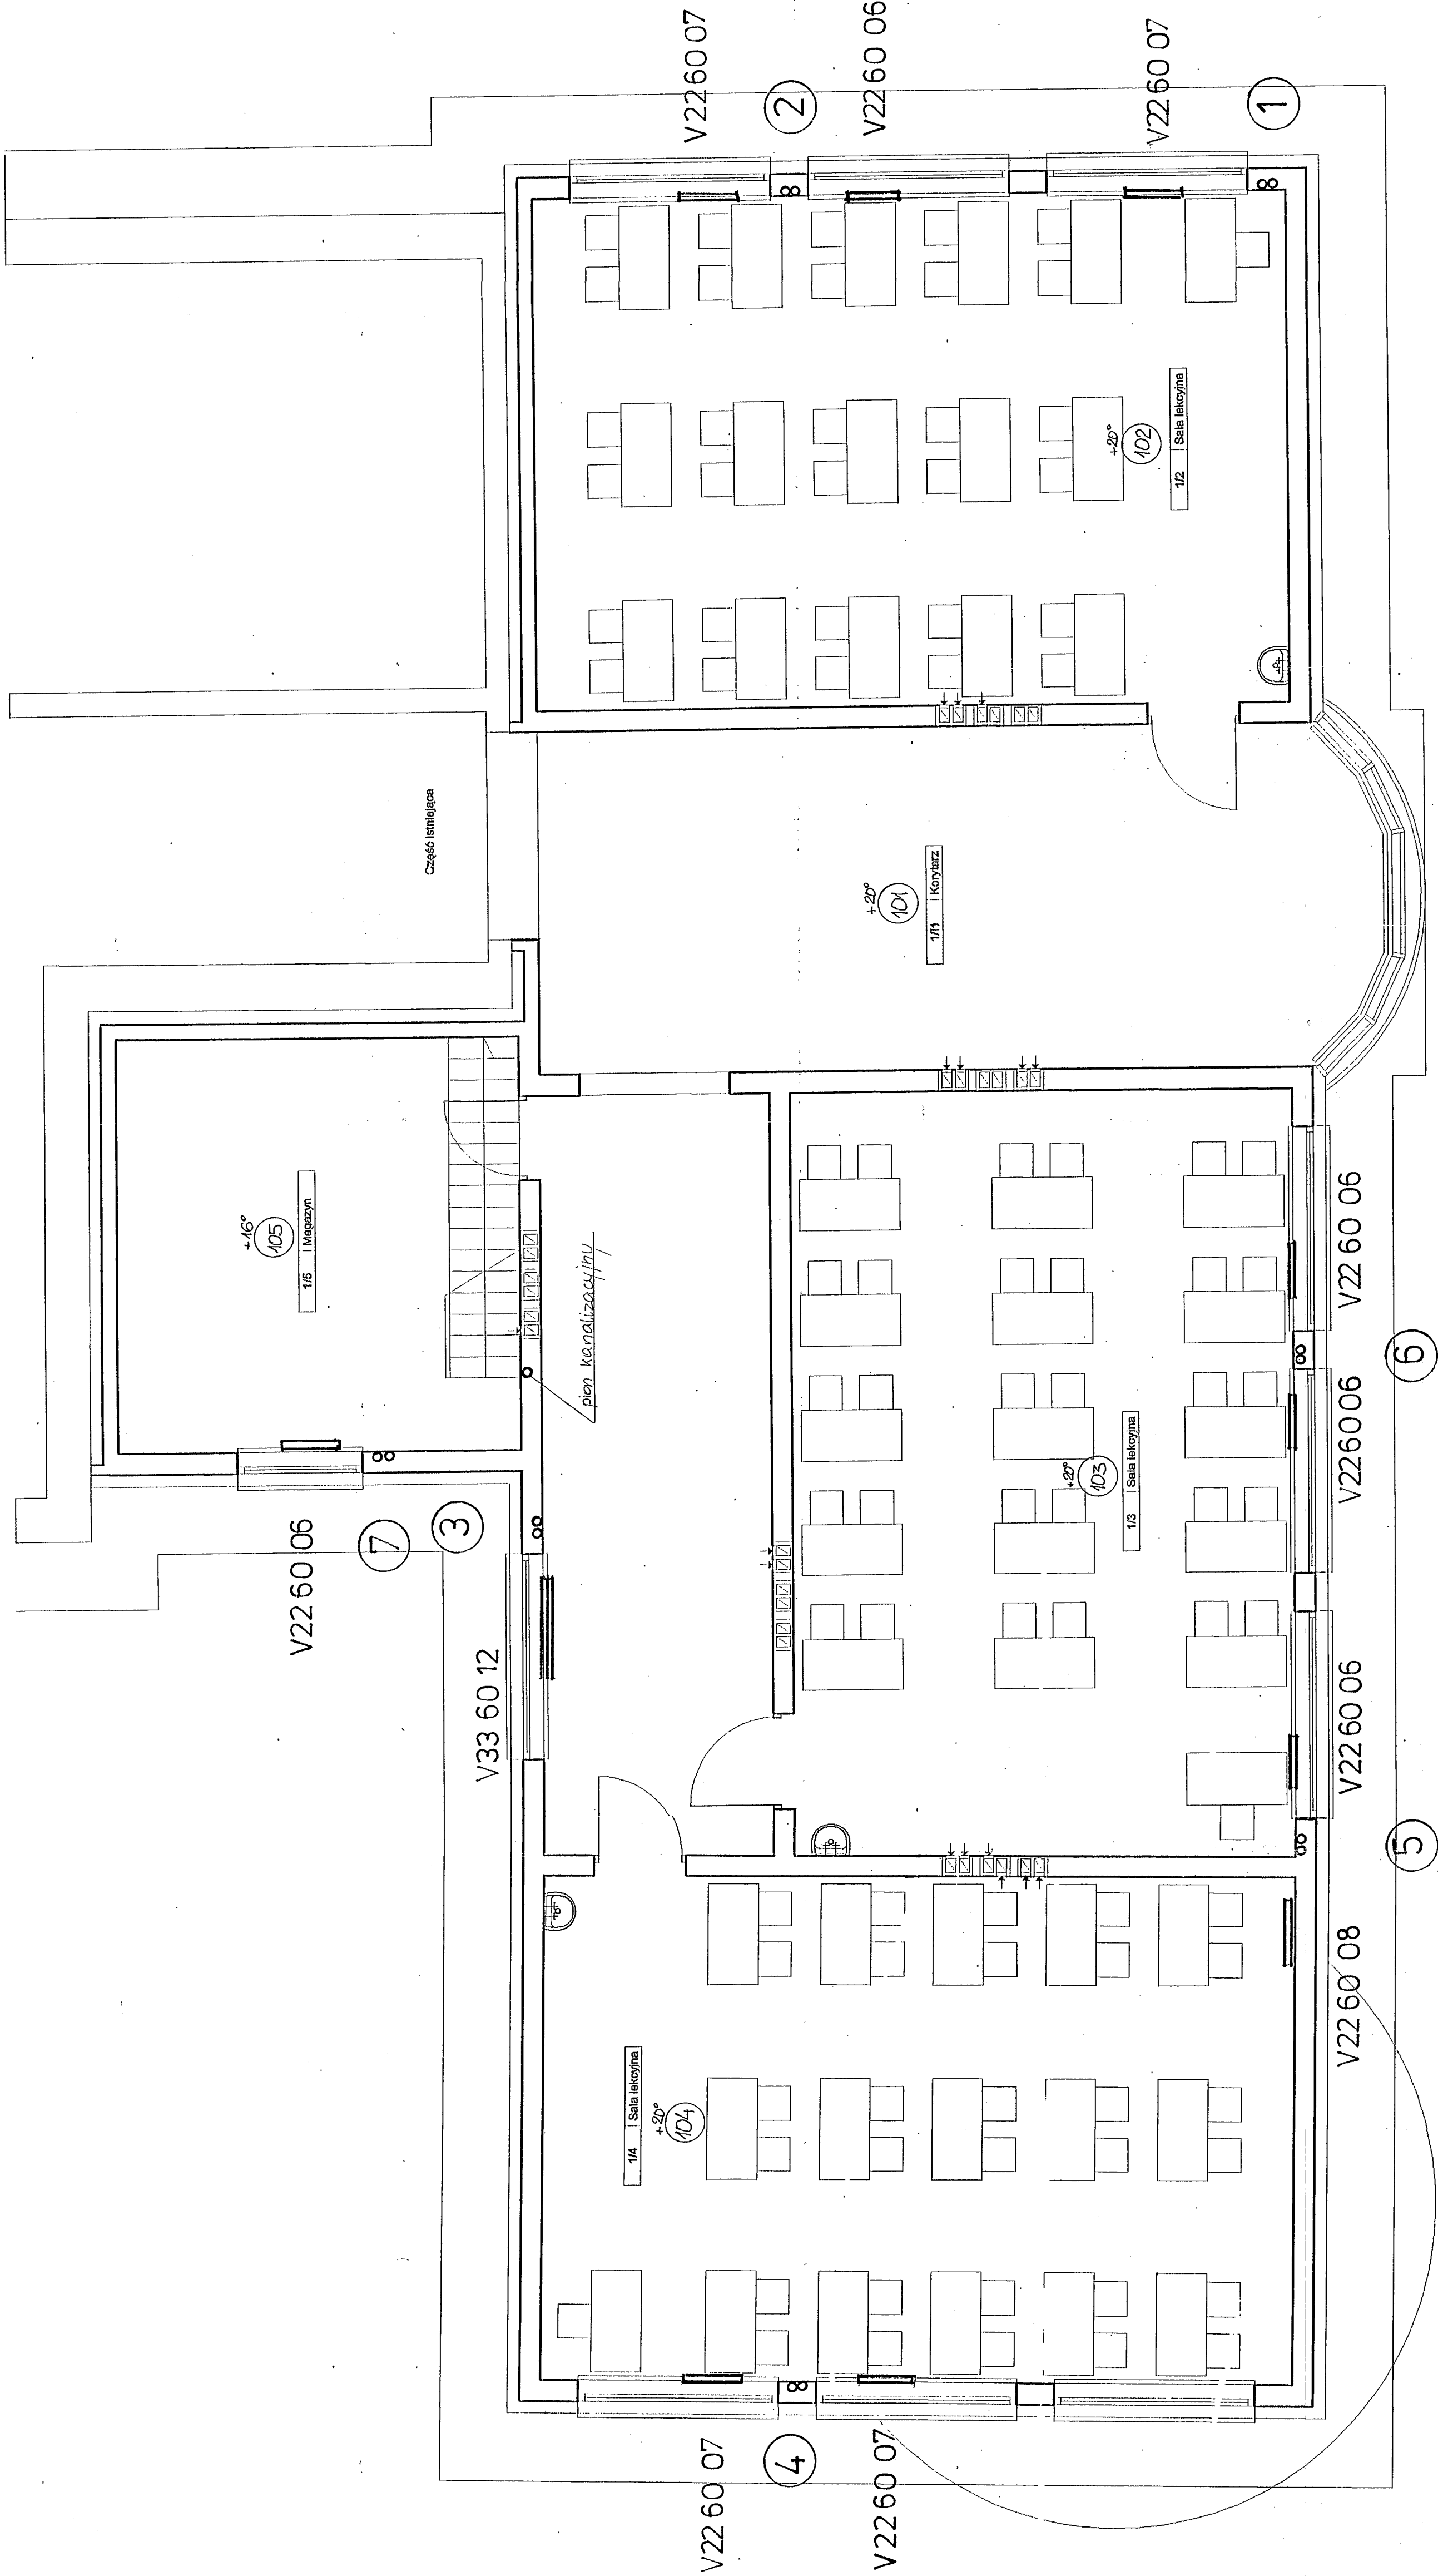 V22 60 07
2
V22 60 06
V22 60 07
1
+20°
102
1/2 Sala lekcyjna
Część Istniejąca
+20°
101
Korytarz
+16°
105
1/5 Magazyn
pion kanalizacyjny
+20°
103
1/3 Sala lekcyjna
V22 60 06
6
V22 60 06
V22 60 06
5
V22 60 08
V22 60 06
7
3
V33 60 12
1/4 Sala lekcyjna
+20°
104
V22 60 07
4
V22 60 07